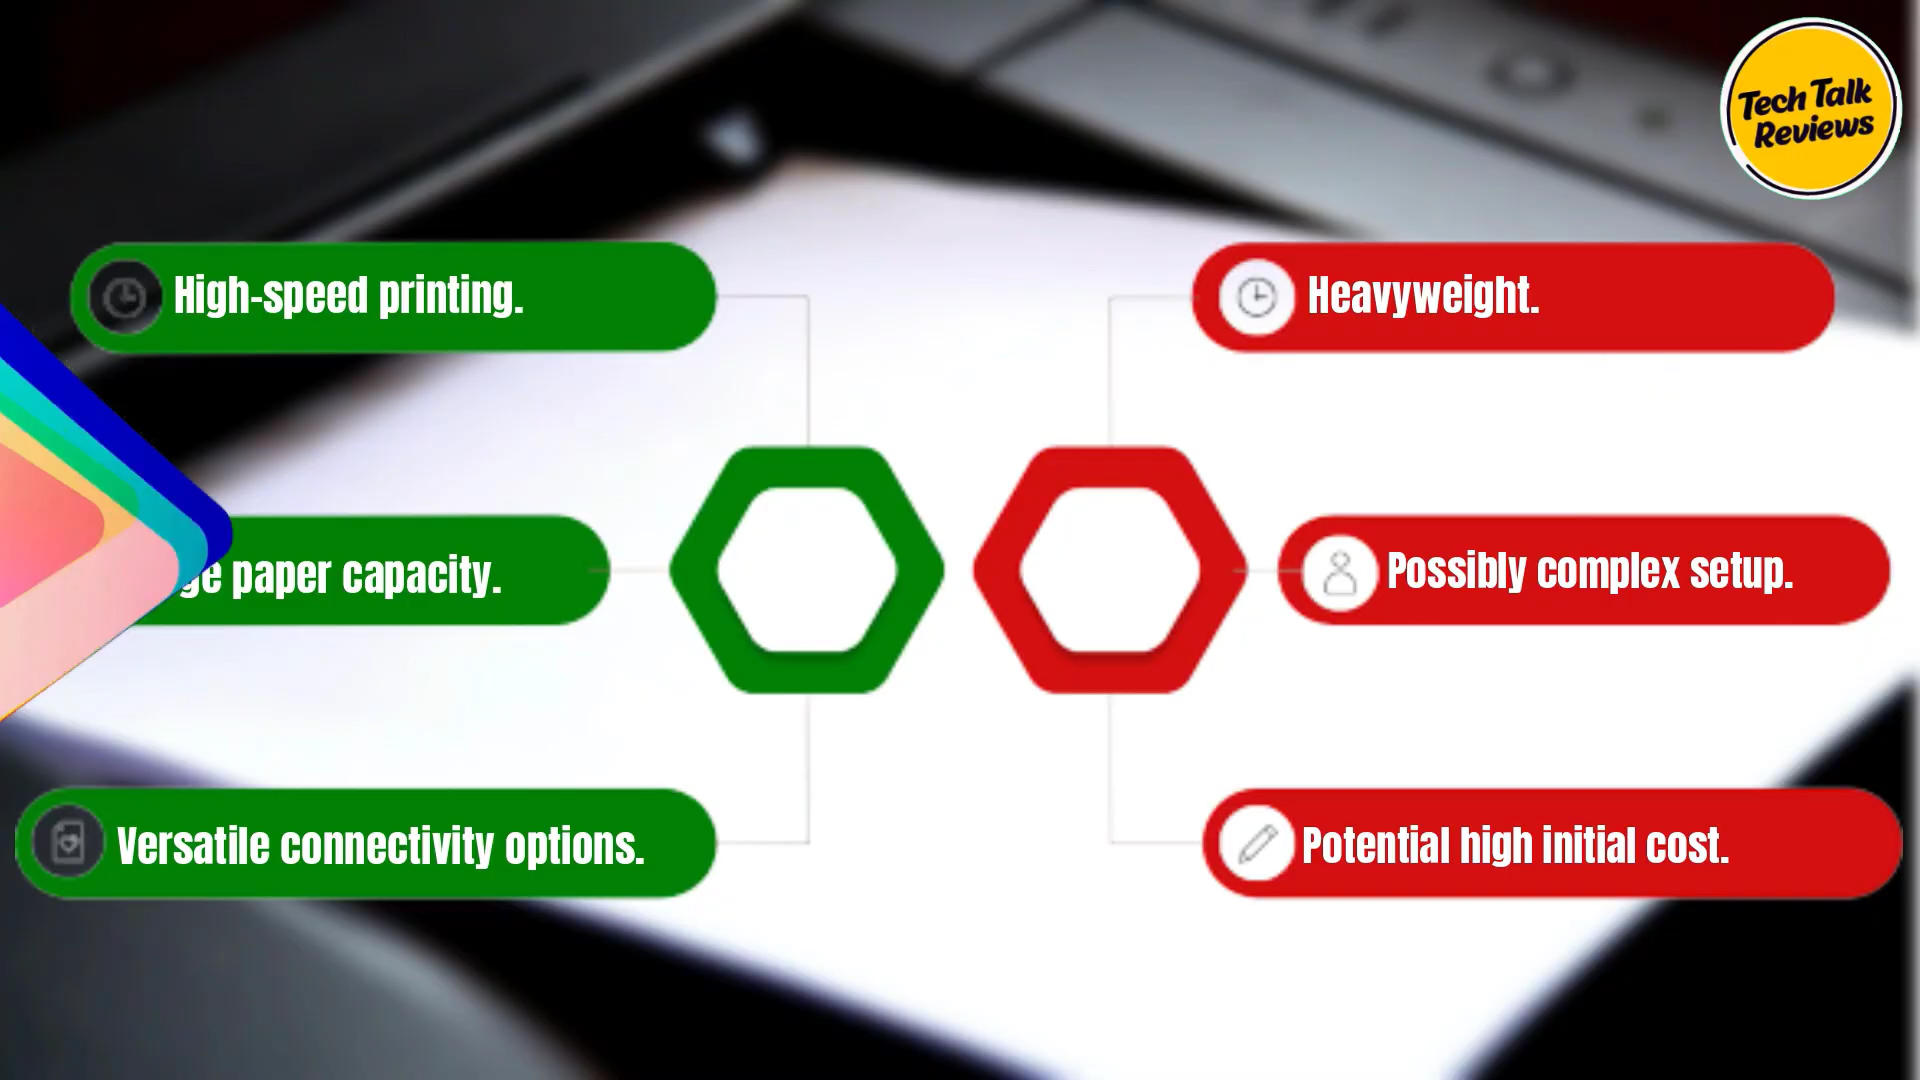 Tech Talk
Reviews
High-speed printing.
Heavyweight.
paper capacity.
Possibly complex setup.
Versatile connectivity options.
Potential high initial cost.